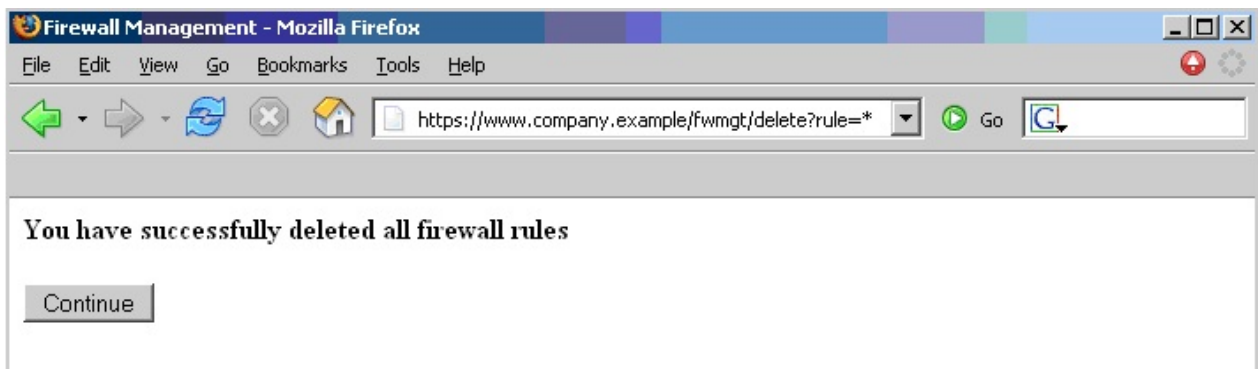 Firewall Management - Mozilla Firefox
File Edit View Go Bookmarks Tools Help
https://www.company.example/fwmgt/delete?rule=* Go G
You have successfully deleted all firewall rules
Continue